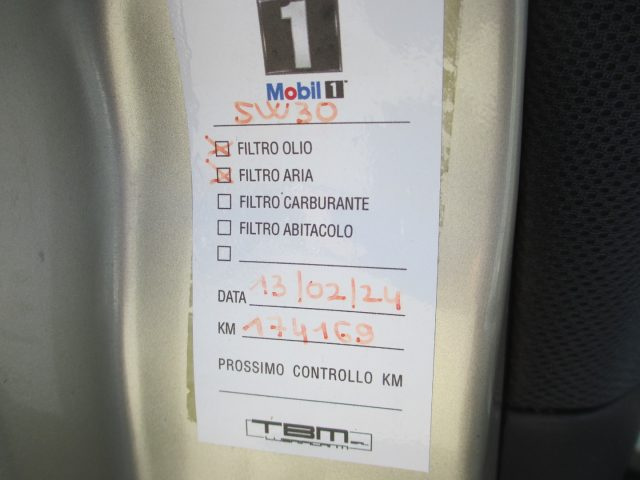 1
Mobil 1
5W30
FILTRO OLIO
FILTRO ARIA
FILTRO CARBURANTE
FILTRO ABITACOLO
DATA 13/02/24
KM 174169
PROSSIMO CONTROLLO KM
TBM
LUBRIFICANTI